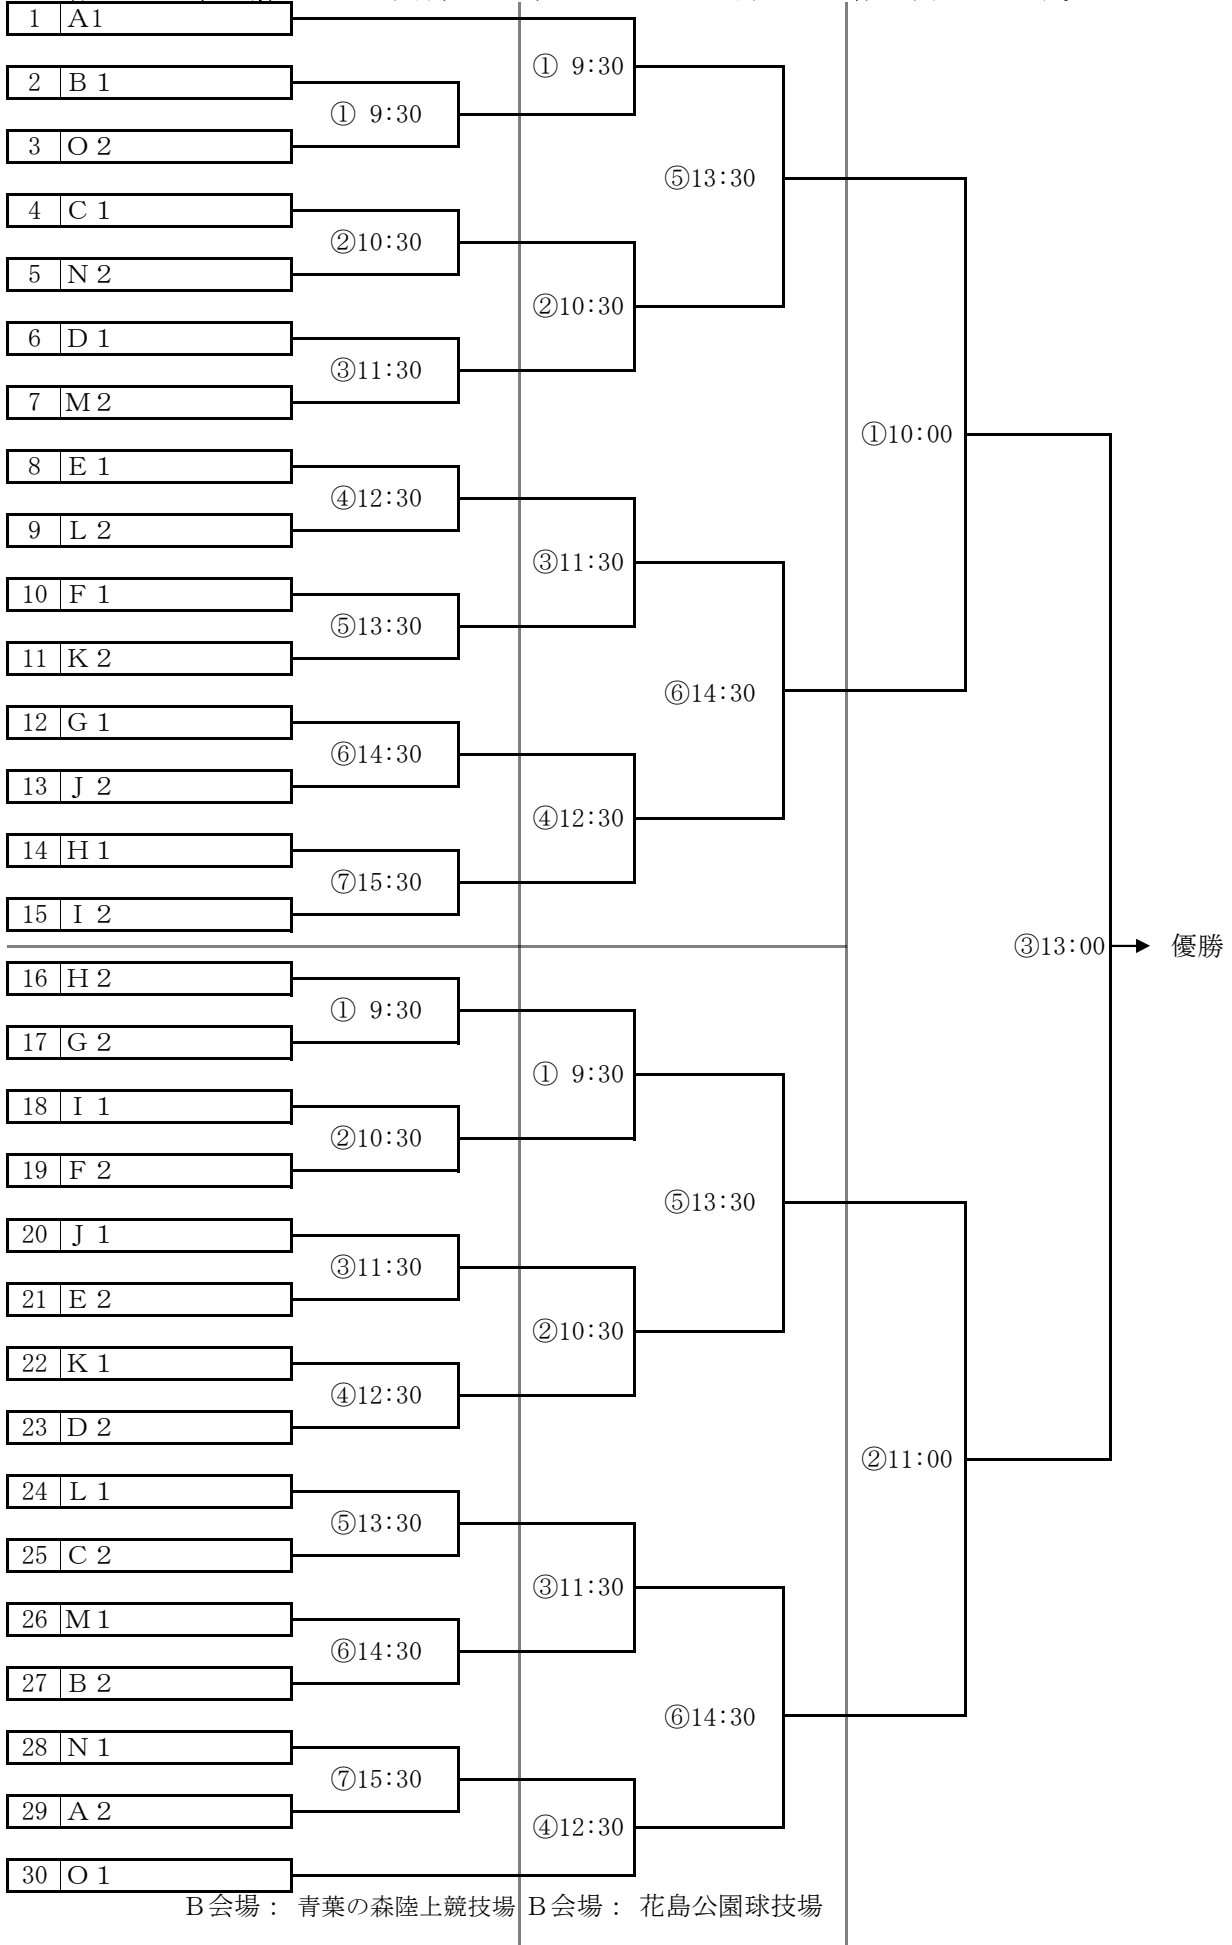 1 A1
① 9:30
2 B 1
① 9:30
3 O 2
⑤13:30
4 C 1
②10:30
5 N 2
②10:30
6 D 1
③11:30
7 M 2
①10:00
8 E 1
④12:30
9 L 2
③11:30
10 F 1
⑤13:30
11 K 2
⑥14:30
12 G 1
⑥14:30
13 J 2
④12:30
14 H 1
⑦15:30
15 I 2
③13:00 優勝
16 H 2
① 9:30
17 G 2
① 9:30
18 I 1
②10:30
19 F 2
⑤13:30
20 J 1
③11:30
21 E 2
②10:30
22 K 1
④12:30
23 D 2
②11:00
24 L 1
⑤13:30
25 C 2
③11:30
26 M 1
⑥14:30
27 B 2
⑥14:30
28 N 1
⑦15:30
29 A 2
④12:30
30 O 1
B会場： 青葉の森陸上競技場 B会場： 花島公園球技場